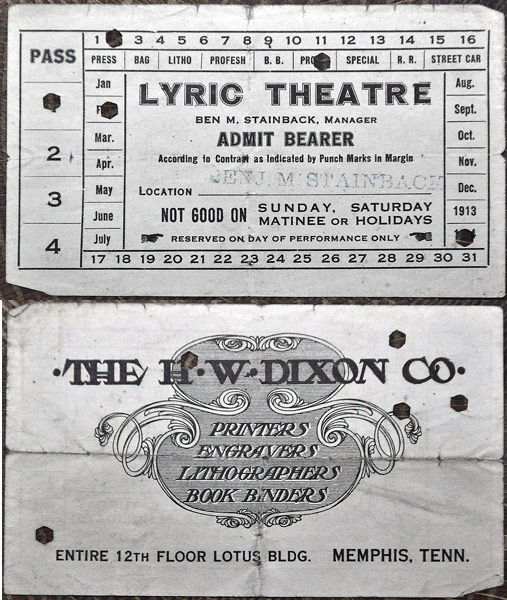 PASS
1 3 4 5 6 7 8 9 10 11 12 13 14 15 16
PRESS BAG LITHO PROFESH B. B. SPECIAL R. R. STREET CAR
2
3
4
Jan
Mar.
Apr.
May
June
July
LYRIC THEATRE
BEN M. STAINBACK, MANAGER
ADMIT BEARER
According to Contract as Indicated by Punch Marks in Margin
BENJ. M. STAINBACK
LOCATION
NOT GOOD ON SUNDAY, SATURDAY
MATINEE OR HOLIDAYS
RESERVED ON DAY OF PERFORMANCE ONLY
Aug.
Sept.
Oct.
Nov.
Dec.
1913
17 18 19 20 21 22 23 24 25 26 27 28 29 30 31
·THE H·W·DIXON CO·
PRINTERS
ENGRAVERS
LITHOGRAPHERS
BOOK BINDERS
ENTIRE 12TH FLOOR LOTUS BLDG. MEMPHIS, TENN.